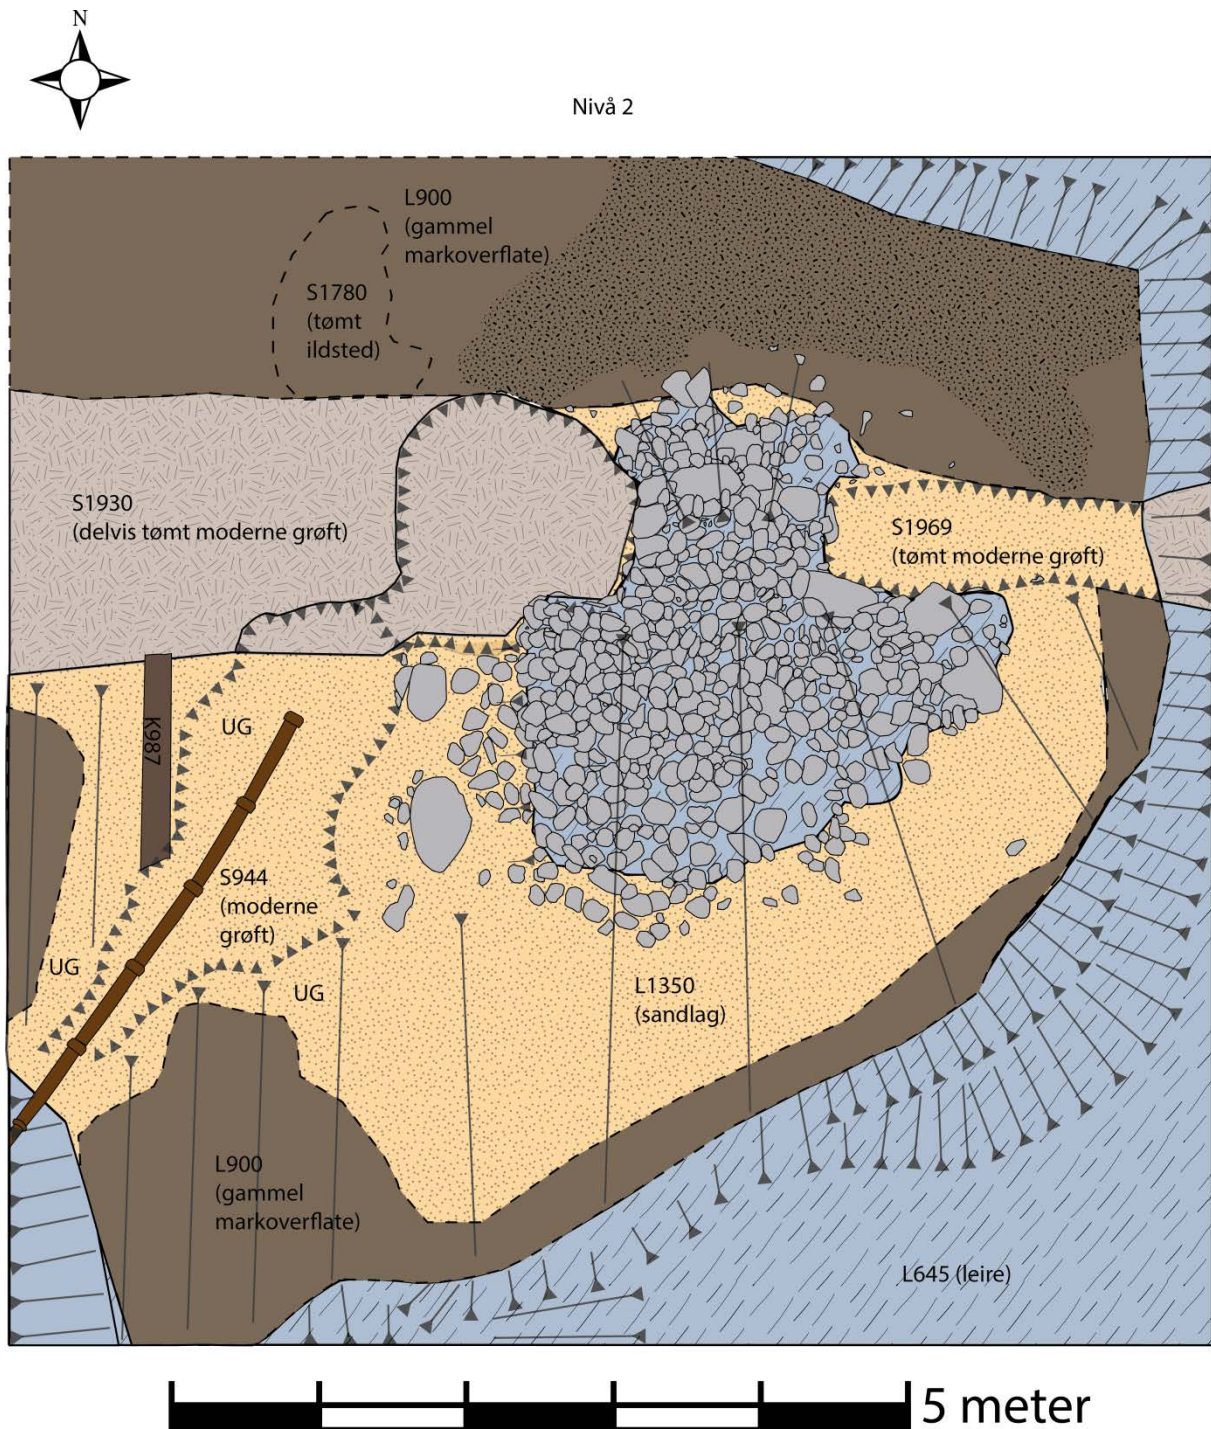 N
Nivå 2
L900
(gammel
markoverflate)
S1780
(tømt
ildsted)
S1930
(delvis tømt moderne grøft)
S1969
(tømt moderne grøft)
K987
UG
S944
(moderne
grøft)
UG
UG
L1350
(sandlag)
L900
(gammel
markoverflate)
L645 (leire)
5 meter